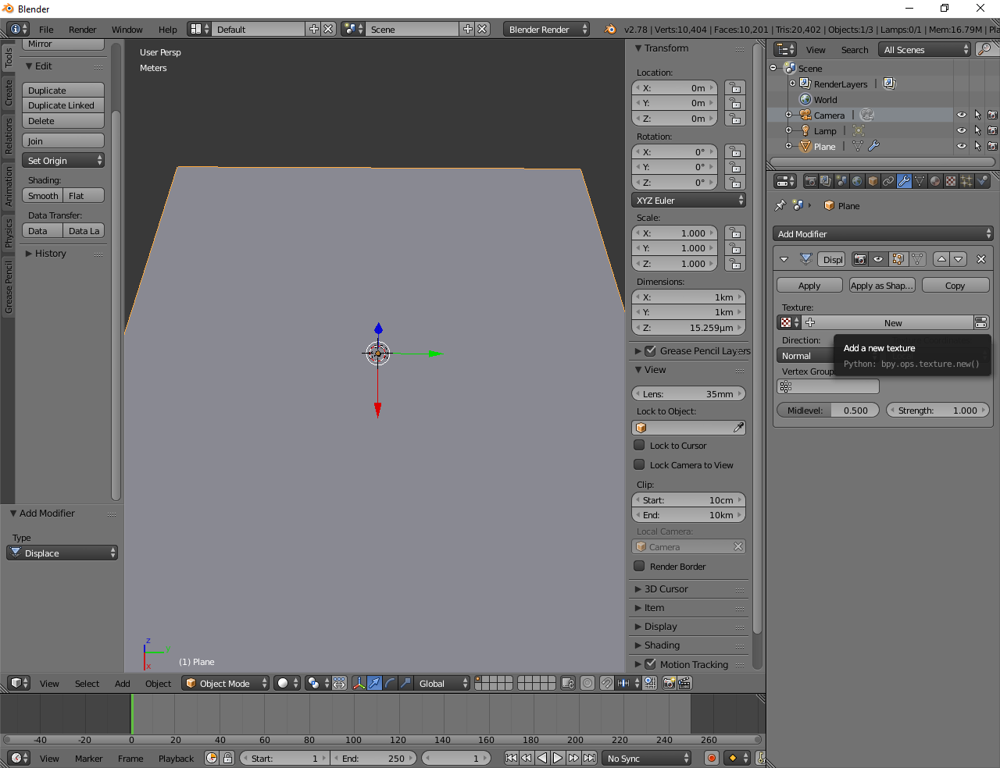 Blender
File Render Window Help Default Scene Blender Render v2.78 | Verts:10,404 | Faces:10,201 | Tris:20,402 | Objects:1/3 | Lamps:0/1 | Mem:16.79M | Pla
Tools
Create
Relations
Animation
Physics
Grease Pencil
Mirror
Edit
Duplicate
Duplicate Linked
Delete
Join
Set Origin
Shading:
Smooth Flat
Data Transfer:
Data Data La
History
Add Modifier
Type
Displace
User Persp
Meters
z
x
(1) Plane
Transform
Location:
X: 0m
Y: 0m
Z: 0m
Rotation:
X: 0°
Y: 0°
Z: 0°
XYZ Euler
Scale:
X: 1.000
Y: 1.000
Z: 1.000
Dimensions:
X: 1km
Y: 1km
Z: 15.259µm
Grease Pencil Layers
View
Lens: 35mm
Lock to Object:
Lock to Cursor
Lock Camera to View
Clip:
Start: 10cm
End: 10km
Local Camera:
Camera
Render Border
3D Cursor
Item
Display
Shading
Motion Tracking
View Search All Scenes
Scene
RenderLayers |
World
Camera |
Lamp |
Plane |
Plane
Add Modifier
Displ
Apply Apply as Shap... Copy
Texture:
New
Direction:
Normal
Vertex Group
Add a new texture
Python: bpy.ops.texture.new()
Midlevel: 0.500 Strength: 1.000
View Select Add Object Object Mode Global
-40 -20 0 20 40 60 80 100 120 140 160 180 200 220 240 260
View Marker Frame Playback Start: 1 End: 250 1 No Sync